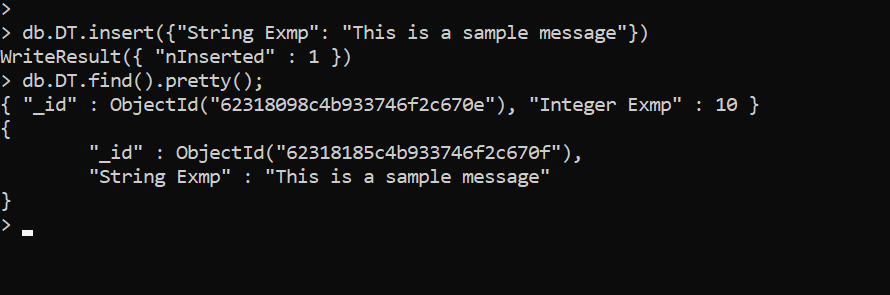 >
> db.DT.insert({"String Exmp": "This is a sample message"})
WriteResult({ "nInserted" : 1 })
> db.DT.find().pretty();
{ "_id" : ObjectId("62318098c4b933746f2c670e"), "Integer Exmp" : 10 }
{
        "_id" : ObjectId("62318185c4b933746f2c670f"),
        "String Exmp" : "This is a sample message"
}
>